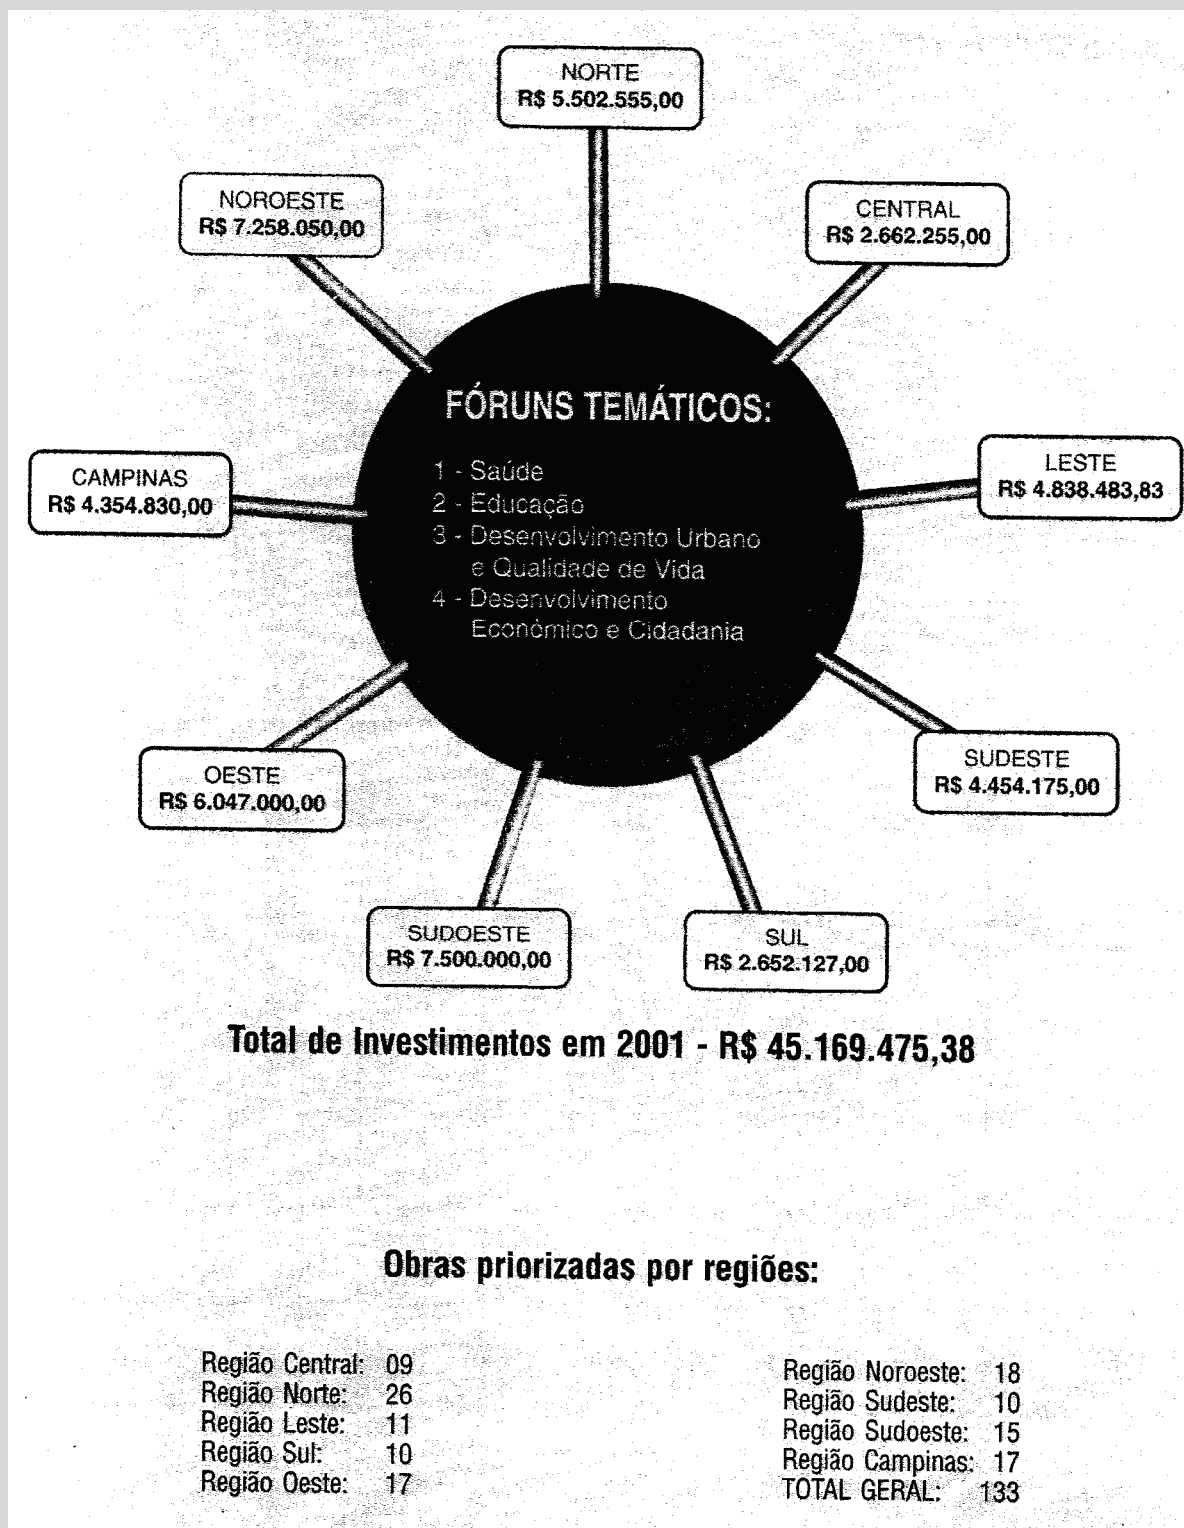 NORTE
R$ 5.502.555,00
NOROESTE
R$ 7.258.050,00
CENTRAL
R$ 2.662.255,00
FÓRUNS TEMÁTICOS:
1 - Saúde
2 - Educação
3 - Desenvolvimento Urbano
e Qualidade de Vida
4 - Desenvolvimento
Econômico e Cidadania
CAMPINAS
R$ 4.354.830,00
LESTE
R$ 4.838.483,83
OESTE
R$ 6.047.000,00
SUDESTE
R$ 4.454.175,00
SUDOESTE
R$ 7.500.000,00
SUL
R$ 2.652.127,00
Total de Investimentos em 2001 - R$ 45.169.475,38
Obras priorizadas por regiões:
Região Central: 09
Região Norte: 26
Região Leste: 11
Região Sul: 10
Região Oeste: 17
Região Noroeste: 18
Região Sudeste: 10
Região Sudoeste: 15
Região Campinas: 17
TOTAL GERAL: 133